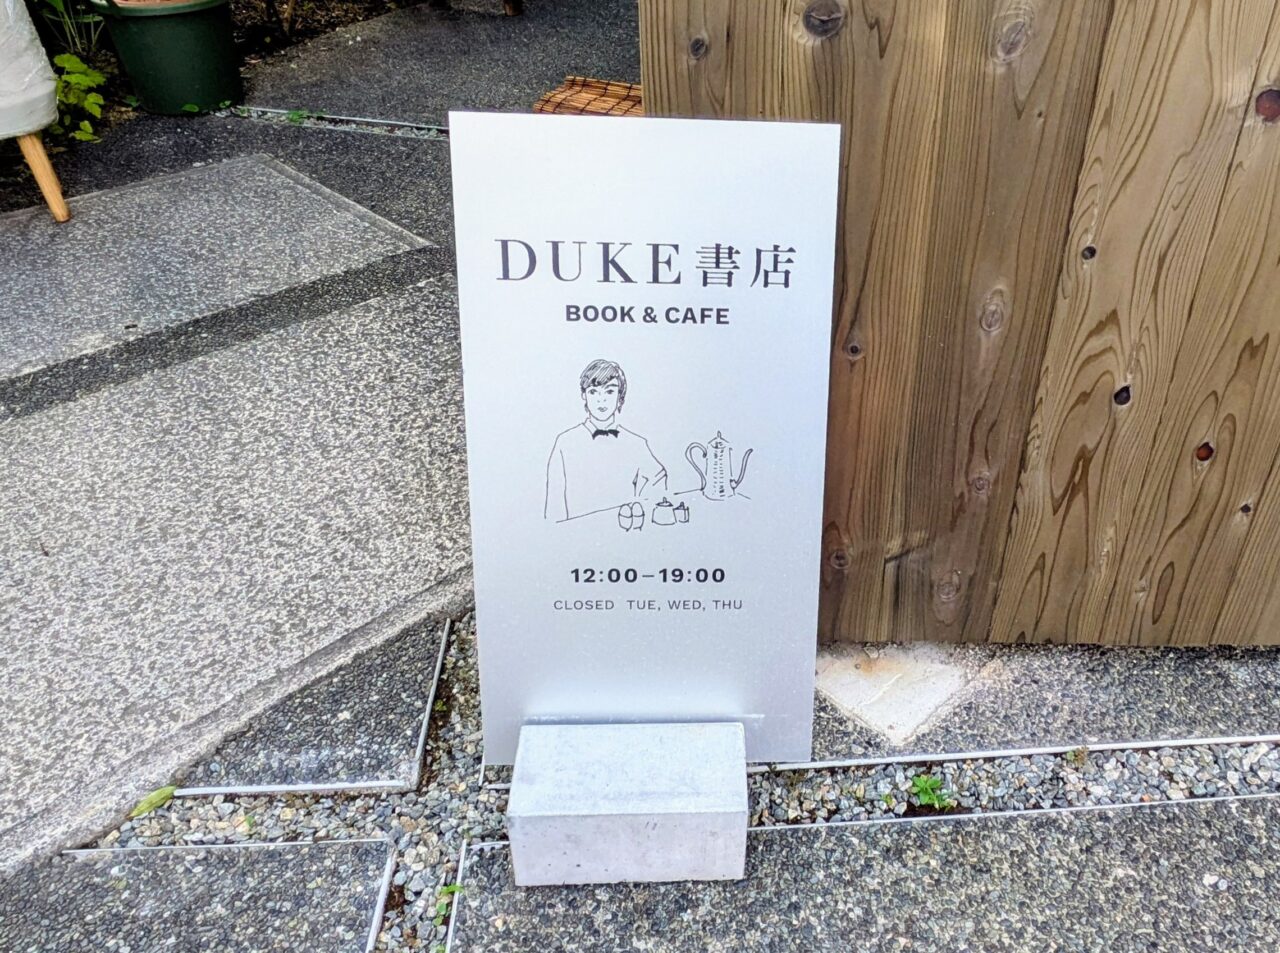 DUKE書店
BOOK & CAFE
12:00–19:00
CLOSED TUE, WED, THU